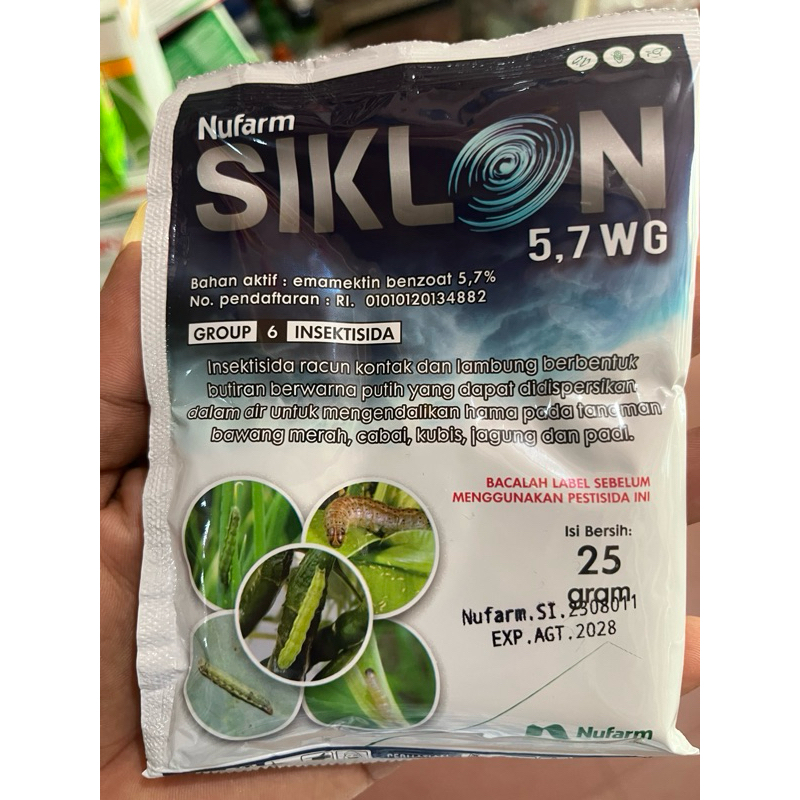 Nufarm
SIKLON
5,7 WG
Bahan aktif : emamektin benzoat 5,7%
No. pendaftaran : RI. 01010120134882
GROUP 6 INSEKTISIDA
Insektisida racun kontak dan lambung berbentuk
butiran berwarna putih yang dapat didispersikan
dalam air untuk mengendalikan hama pada tanaman
bawang merah, cabai, kubis, jagung dan padi.
BACALAH LABEL SEBELUM
MENGGUNAKAN PESTISIDA INI
Isi Bersih:
25
gram
Nufarm.SI.2308011
EXP.AGT.2028
Nufarm